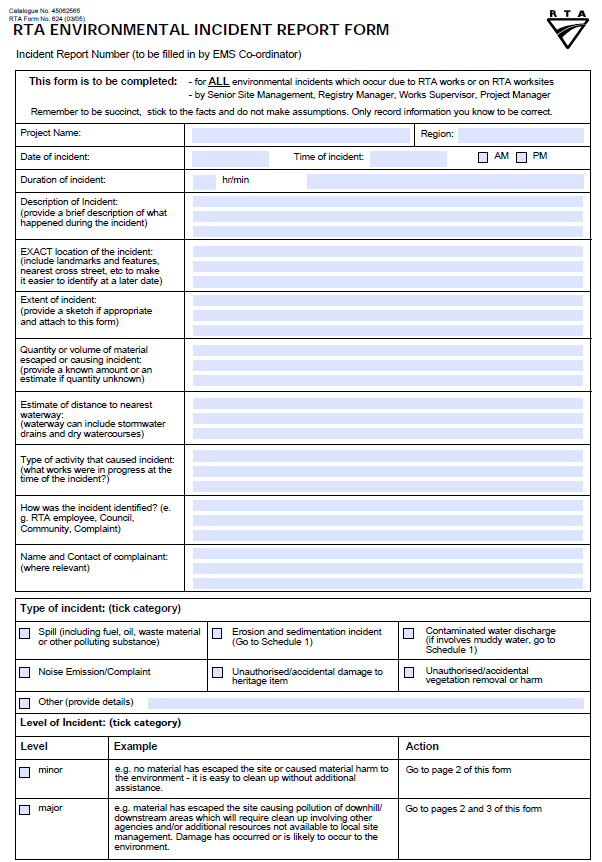 Catalogue No. 45062565
RTA Form No. 624 (03/05)
RTA ENVIRONMENTAL INCIDENT REPORT FORM
R T A
Incident Report Number (to be filled in by EMS Co-ordinator)
This form is to be completed: - for ALL environmental incidents which occur due to RTA works or on RTA worksites
- by Senior Site Management, Registry Manager, Works Supervisor, Project Manager
Remember to be succinct, stick to the facts and do not make assumptions. Only record information you know to be correct.
Project Name: Region:
Date of incident: Time of incident: AM PM
Duration of incident: hr/min
Description of Incident:
(provide a brief description of what
happened during the incident)
EXACT location of the incident:
(include landmarks and features,
nearest cross street, etc to make
it easier to identify at a later date)
Extent of incident:
(provide a sketch if appropriate
and attach to this form)
Quantity or volume of material
escaped or causing incident:
(provide a known amount or an
estimate if quantity unknown)
Estimate of distance to nearest
waterway:
(waterway can include stormwater
drains and dry watercourses)
Type of activity that caused incident:
(what works were in progress at the
time of the incident?)
How was the incident identified? (e.
g. RTA employee, Council,
Community, Complaint)
Name and Contact of complainant:
(where relevant)
Type of incident: (tick category)
Spill (including fuel, oil, waste material
or other polluting substance)
Erosion and sedimentation incident
(Go to Schedule 1)
Contaminated water discharge
(if involves muddy water, go to
Schedule 1)
Noise Emission/Complaint
Unauthorised/accidental damage to
heritage item
Unauthorised/accidental
vegetation removal or harm
Other (provide details)
Level of Incident: (tick category)
Level Example Action
minor
e.g. no material has escaped the site or caused material harm to
the environment - it is easy to clean up without additional
assistance.
Go to page 2 of this form
major
e.g. material has escaped the site causing pollution of downhill/
downstream areas which will require clean up involving other
agencies and/or additional resources not available to local site
management. Damage has occurred or is likely to occur to the
environment.
Go to pages 2 and 3 of this form